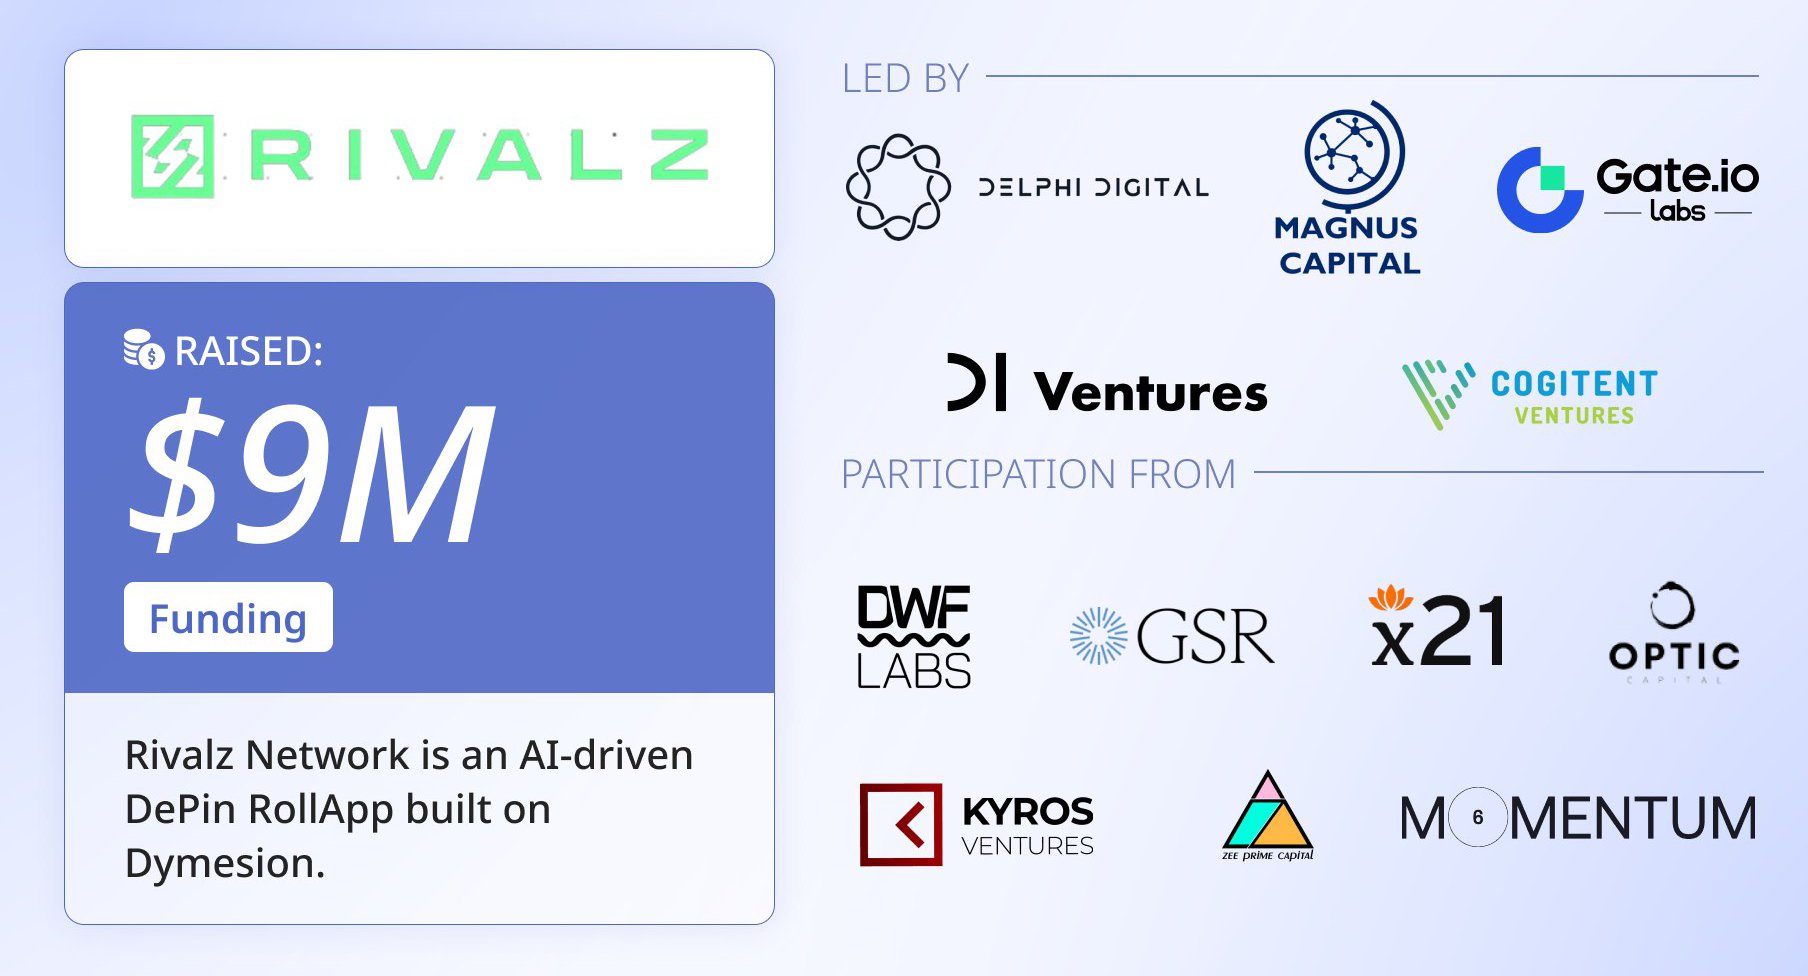 RIVALZ
RAISED:
$9M
Funding
Rivalz Network is an AI-driven
DePin RollApp built on
Dymesion.
LED BY
DELPHI DIGITAL
MAGNUS
CAPITAL
Gate.io
labs
DI Ventures
COGITENT
VENTURES
PARTICIPATION FROM
DWF
LABS
GSR
x21
OPTIC
CAPITAL
KYROS
VENTURES
ZEE PRIME CAPITAL
M6MENTUM